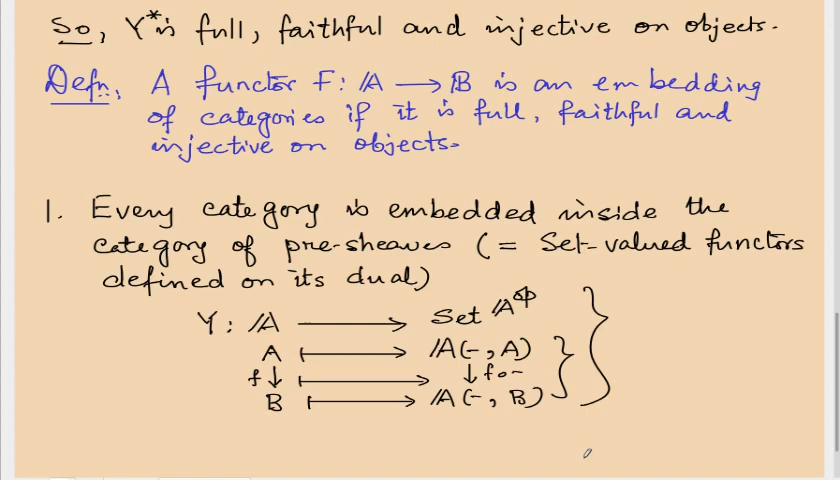 So, Y* is full, faithful and injective on objects.
Defn. A functor F: 𝔸 → 𝔹 is an embedding
of categories if it is full, faithful and
injective on objects.
1. Every category is embedded inside the
category of pre-sheaves (= Set-valued functors
defined on its dual)
Y: 𝔸 ⟶ Set^𝔸^op
A ⟼ 𝔸(-, A)
f↓ ⟼ ↓f∘-
B ⟼ 𝔸(-, B)